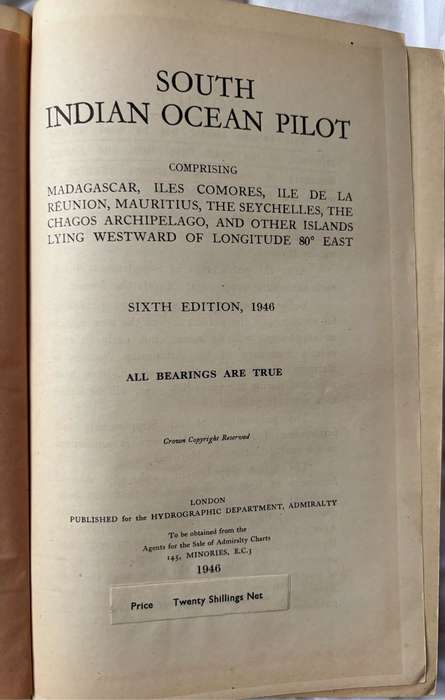 SOUTH
INDIAN OCEAN PILOT
COMPRISING
MADAGASCAR, ILES COMORES, ILE DE LA
RÉUNION, MAURITIUS, THE SEYCHELLES, THE
CHAGOS ARCHIPELAGO, AND OTHER ISLANDS
LYING WESTWARD OF LONGITUDE 80° EAST
SIXTH EDITION, 1946
ALL BEARINGS ARE TRUE
Crown Copyright Reserved
LONDON
PUBLISHED for the HYDROGRAPHIC DEPARTMENT, ADMIRALTY
To be obtained from the
Agents for the Sale of Admiralty Charts
145, MINORIES, E.C.3
1946
Price Twenty Shillings Net